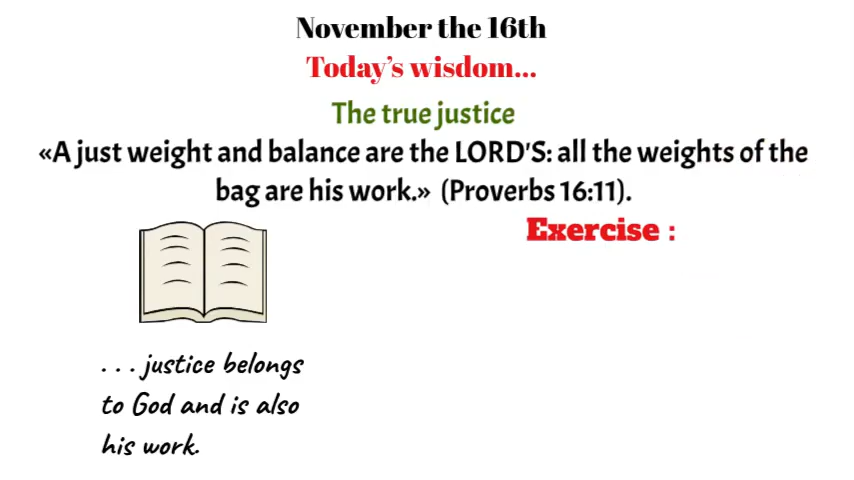 November the 16th
Today's wisdom...
The true justice
«A just weight and balance are the LORD'S: all the weights of the
bag are his work.» (Proverbs 16:11).
Exercise :
. . . justice belongs
to God and is also
his work.